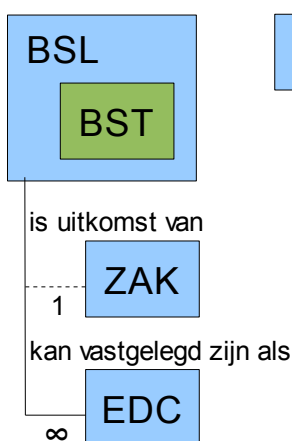 BSL
BST
is uitkomst van
ZAK
1
kan vastgelegd zijn als
EDC
∞